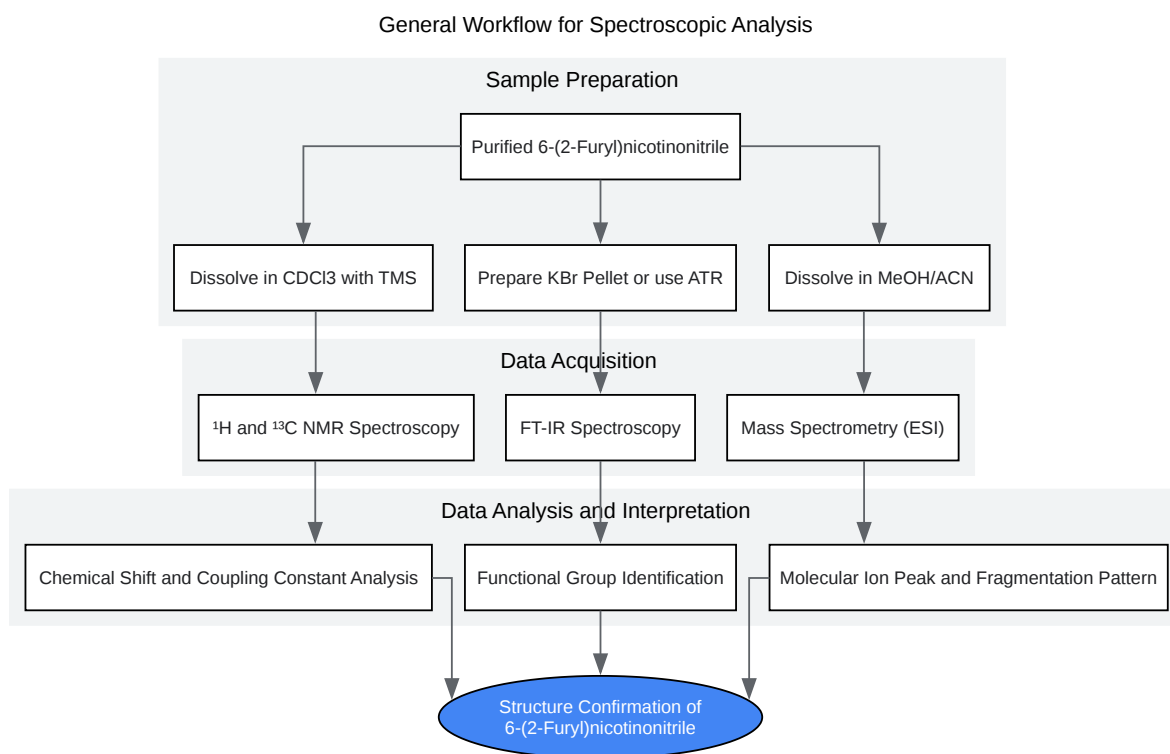 General Workflow for Spectroscopic Analysis
Sample Preparation
Purified 6-(2-Furyl)nicotinonitrile
Dissolve in CDCl3 with TMS
Prepare KBr Pellet or use ATR
Dissolve in MeOH/ACN
Data Acquisition
¹H and ¹³C NMR Spectroscopy
FT-IR Spectroscopy
Mass Spectrometry (ESI)
Data Analysis and Interpretation
Chemical Shift and Coupling Constant Analysis
Functional Group Identification
Molecular Ion Peak and Fragmentation Pattern
Structure Confirmation of
6-(2-Furyl)nicotinonitrile